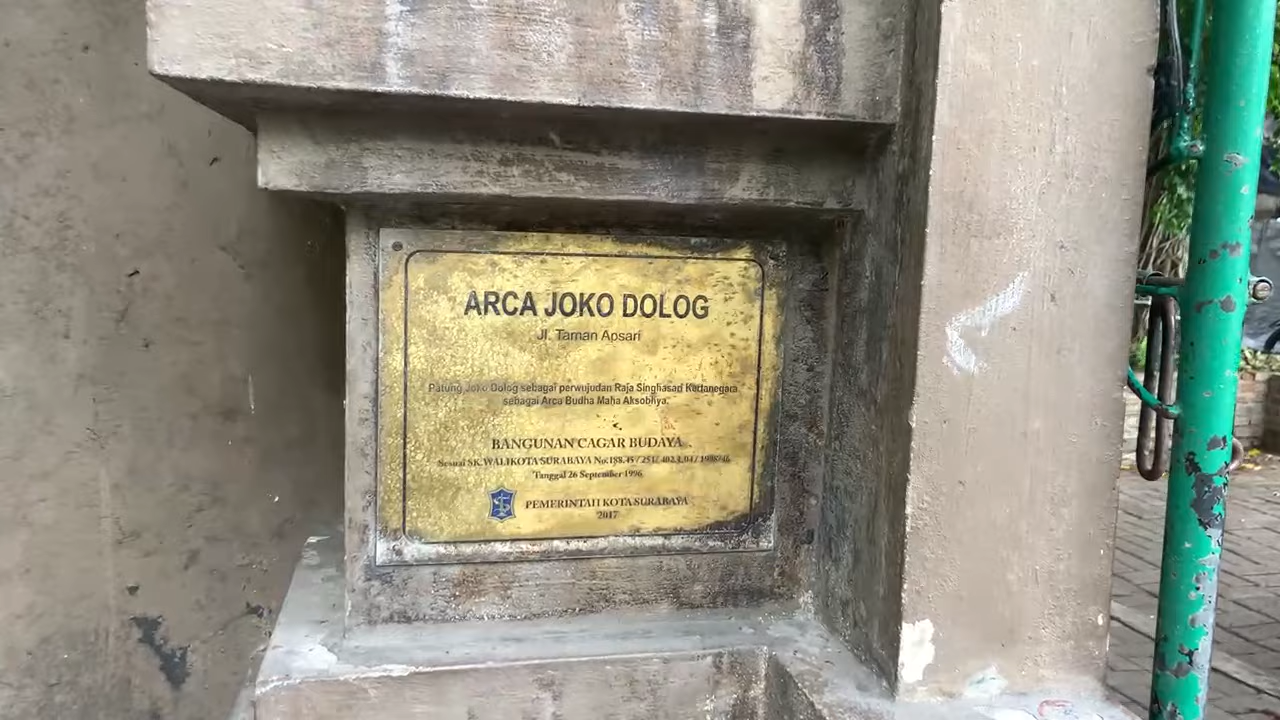 ARCA JOKO DOLOG
Jl. Taman Apsari
Patung Joko Dolog sebagai perwujudan Raja Singhasari Kertanegara
sebagai Arca Budha Maha Aksobhya.
BANGUNAN CAGAR BUDAYA
Sesuai SK.WALIKOTA SURABAYA No:188.45 / 251/ 402.1.04 /
Tanggal 26 September 1996
PEMERINTAH KOTA SURABAYA
2017